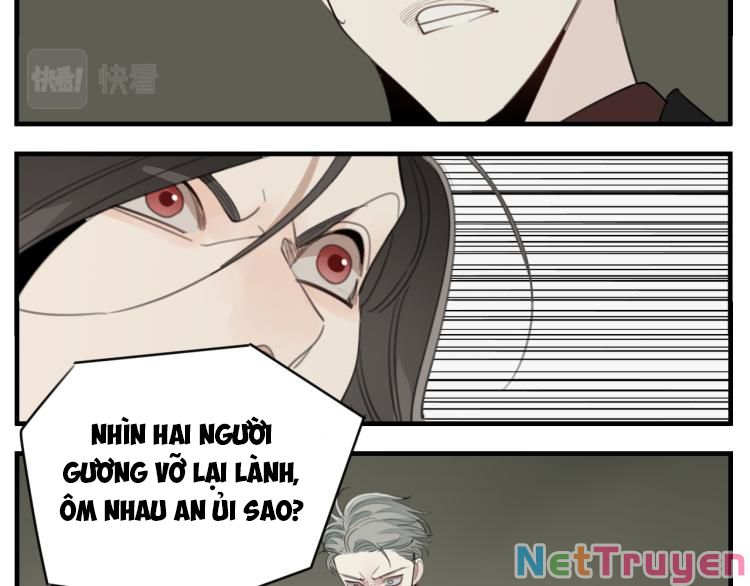 快看! 快看
NHÌN HAI NGƯỜI
GƯƠNG VỠ LẠI LÀNH,
ÔM NHAU AN ỦI SAO?
NetTruyen